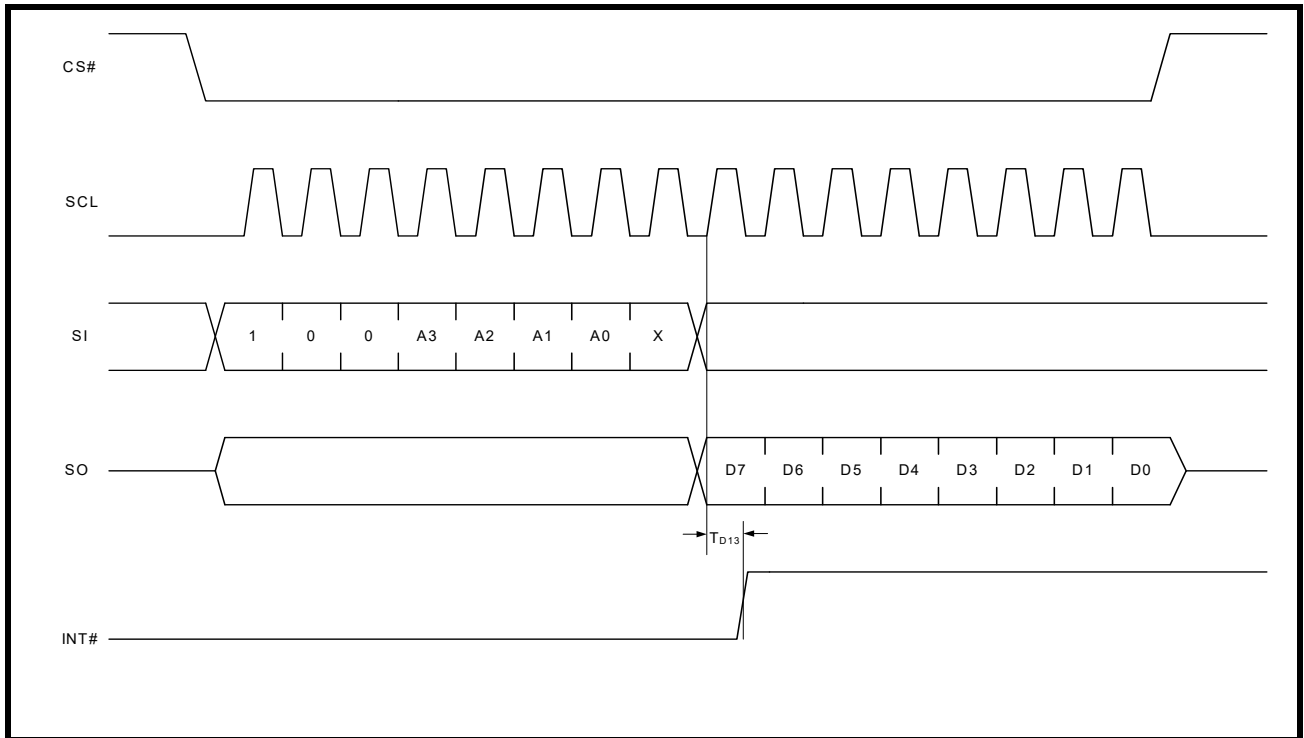 CS#
SCL
SI 1 0 0 A3 A2 A1 A0 X
SO D7 D6 D5 D4 D3 D2 D1 D0
TD13
INT#